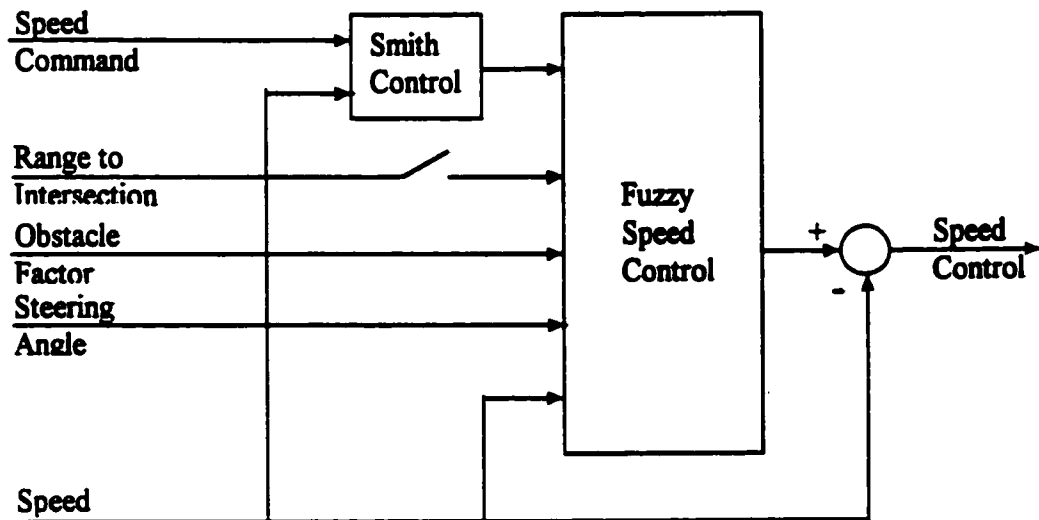 Speed
Command
Smith
Control
Range to
Intersection
Obstacle
Factor
Steering
Angle
Fuzzy
Speed
Control
+
-
Speed
Control
Speed